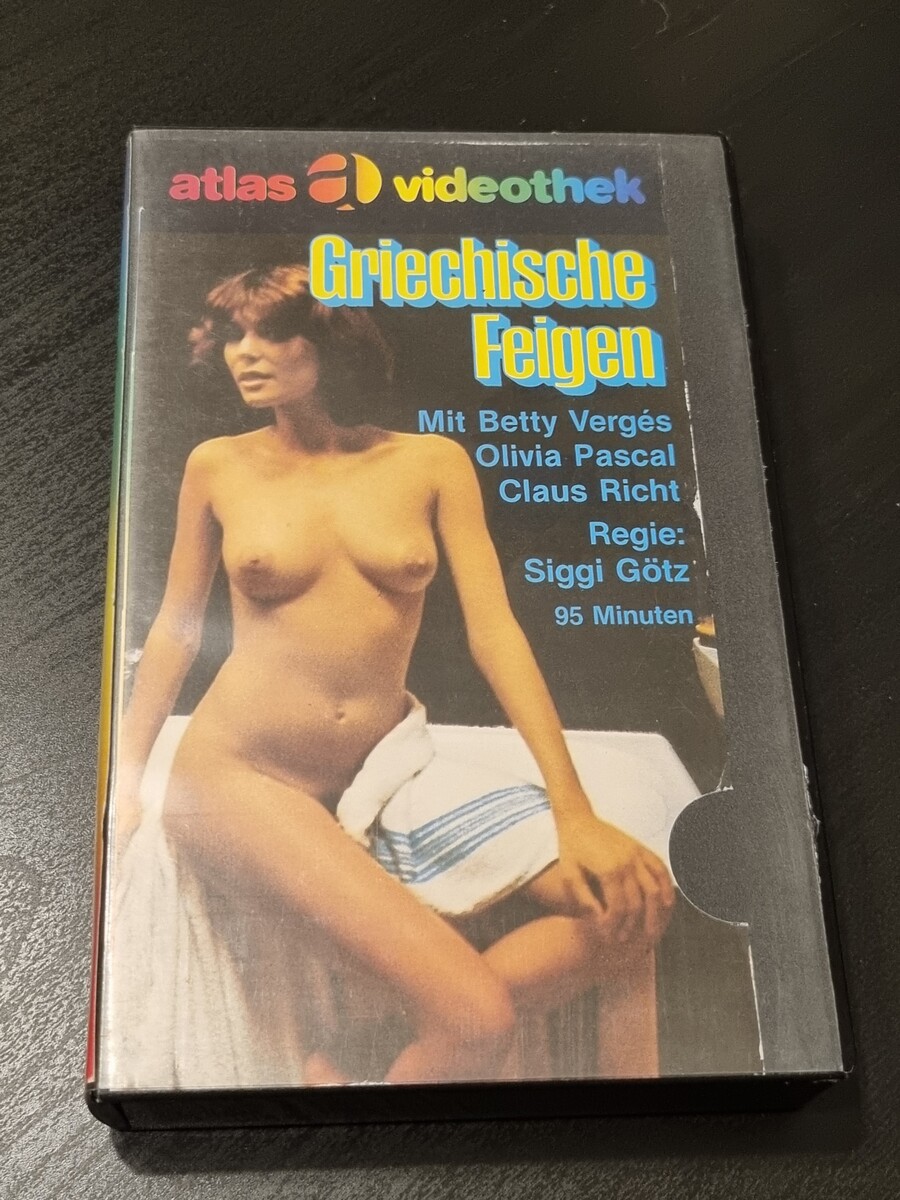 atlas a videothek
Griechische
Feigen
Mit Betty Vergés
Olivia Pascal
Claus Richt
Regie:
Siggi Götz
95 Minuten